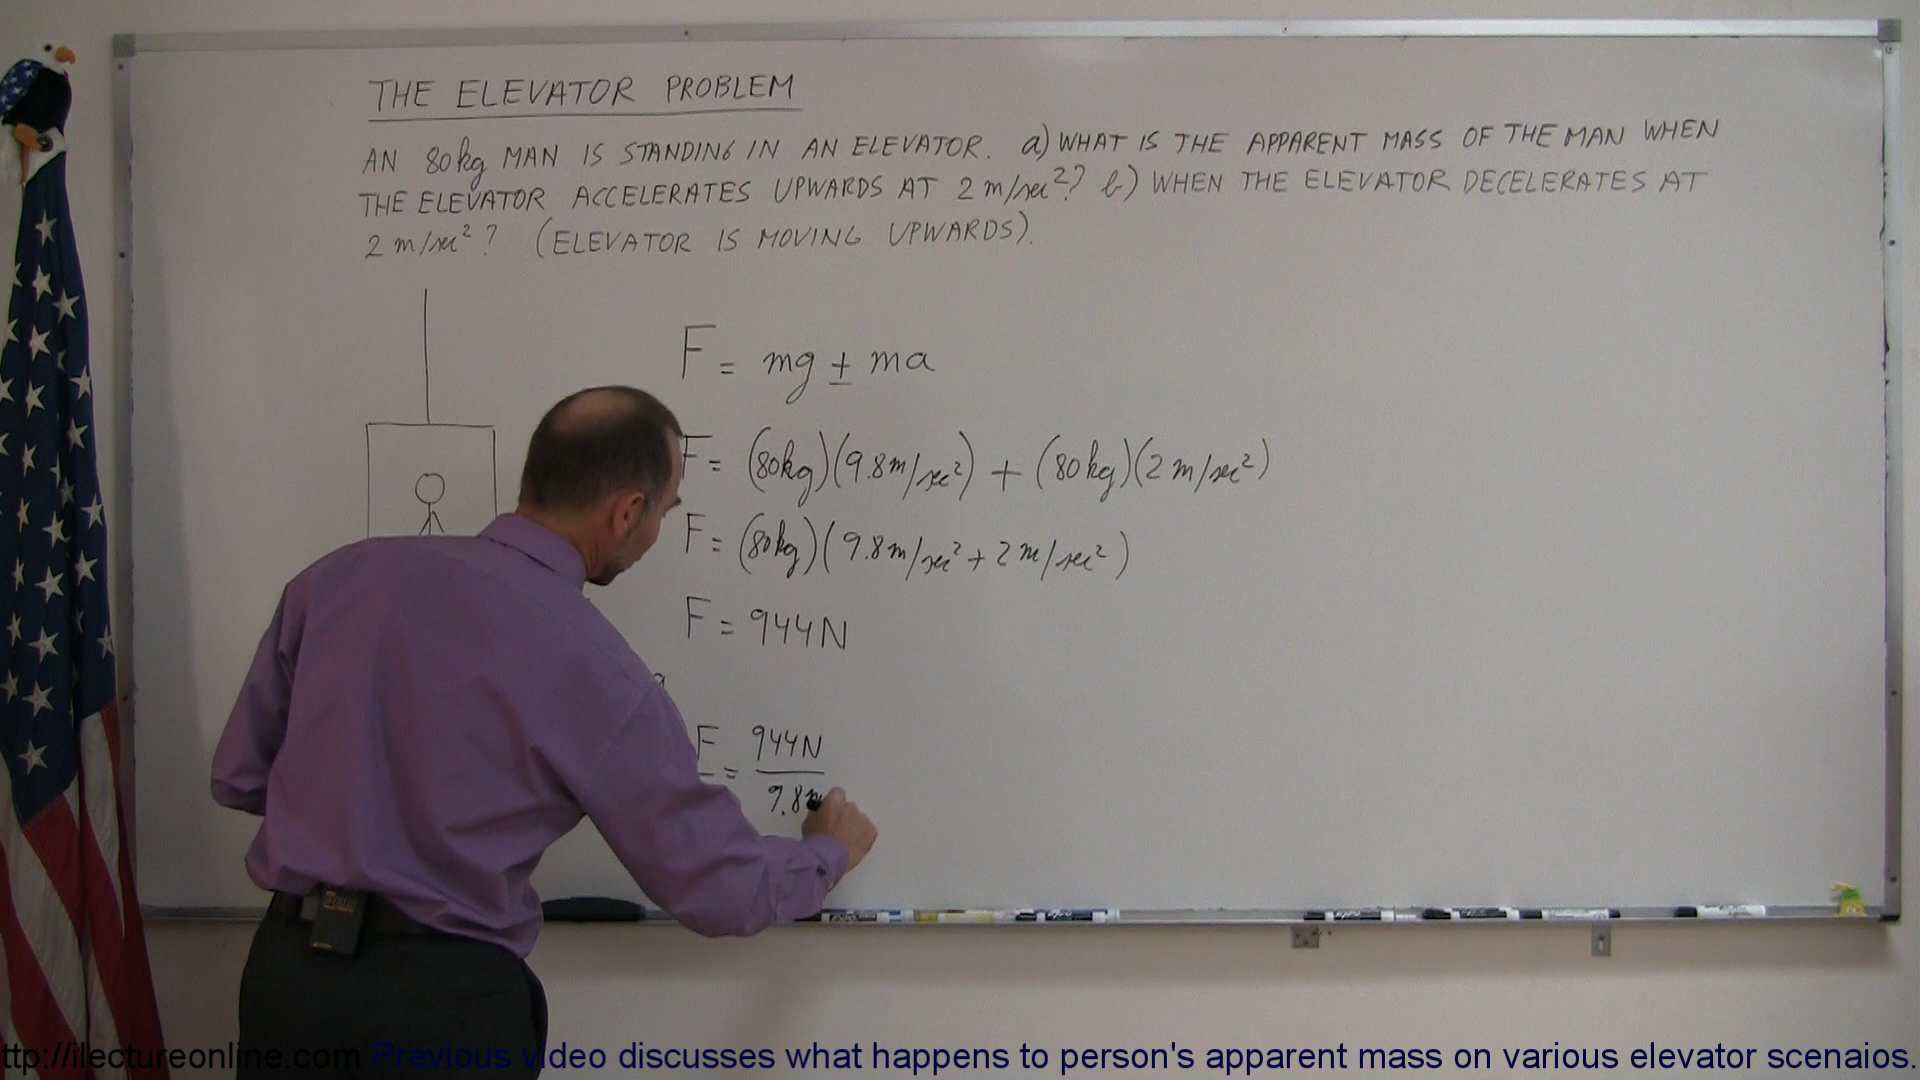 THE ELEVATOR PROBLEM
AN 80kg MAN IS STANDING IN AN ELEVATOR. a) WHAT IS THE APPARENT MASS OF THE MAN WHEN
THE ELEVATOR ACCELERATES UPWARDS AT 2 m/sec²? b) WHEN THE ELEVATOR DECELERATES AT
2 m/sec² ? (ELEVATOR IS MOVING UPWARDS).
F = mg ± ma
F = (80kg)(9.8m/sec²) + (80kg)(2 m/sec²)
F = (80kg)(9.8m/sec² + 2 m/sec²)
F = 944N
F = 944N
9.8m
ttp://ilectureonline.com Previous video discusses what happens to person's apparent mass on various elevator scenaios.